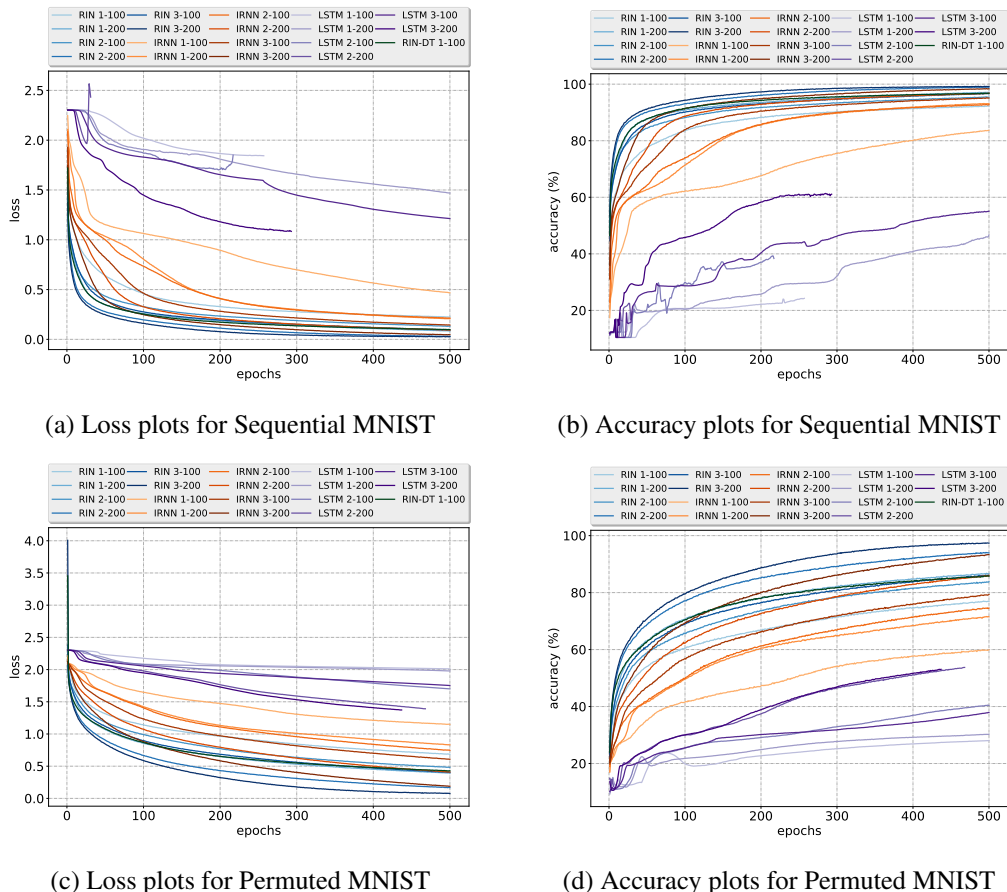 RIN 1-100 RIN 3-100 IRNN 2-100 LSTM 1-100 LSTM 3-100
RIN 1-200 RIN 3-200 IRNN 2-200 LSTM 1-200 LSTM 3-200
RIN 2-100 IRNN 1-100 IRNN 3-100 LSTM 2-100 RIN-DT 1-100
RIN 2-200 IRNN 1-200 IRNN 3-200 LSTM 2-200
2.5
2.0
1.5
1.0
0.5
0.0
loss
0 100 200 300 400 500
epochs
(a) Loss plots for Sequential MNIST
RIN 1-100 RIN 3-100 IRNN 2-100 LSTM 1-100 LSTM 3-100
RIN 1-200 RIN 3-200 IRNN 2-200 LSTM 1-200 LSTM 3-200
RIN 2-100 IRNN 1-100 IRNN 3-100 LSTM 2-100 RIN-DT 1-100
RIN 2-200 IRNN 1-200 IRNN 3-200 LSTM 2-200
100
80
60
40
20
accuracy (%)
0 100 200 300 400 500
epochs
(b) Accuracy plots for Sequential MNIST
RIN 1-100 RIN 3-100 IRNN 2-100 LSTM 1-100 LSTM 3-100
RIN 1-200 RIN 3-200 IRNN 2-200 LSTM 1-200 LSTM 3-200
RIN 2-100 IRNN 1-100 IRNN 3-100 LSTM 2-100 RIN-DT 1-100
RIN 2-200 IRNN 1-200 IRNN 3-200 LSTM 2-200
4.0
3.5
3.0
2.5
2.0
1.5
1.0
0.5
0.0
loss
0 100 200 300 400 500
epochs
(c) Loss plots for Permuted MNIST
RIN 1-100 RIN 3-100 IRNN 2-100 LSTM 1-100 LSTM 3-100
RIN 1-200 RIN 3-200 IRNN 2-200 LSTM 1-200 LSTM 3-200
RIN 2-100 IRNN 1-100 IRNN 3-100 LSTM 2-100 RIN-DT 1-100
RIN 2-200 IRNN 1-200 IRNN 3-200 LSTM 2-200
100
80
60
40
20
accuracy (%)
0 100 200 300 400 500
epochs
(d) Accuracy plots for Permuted MNIST